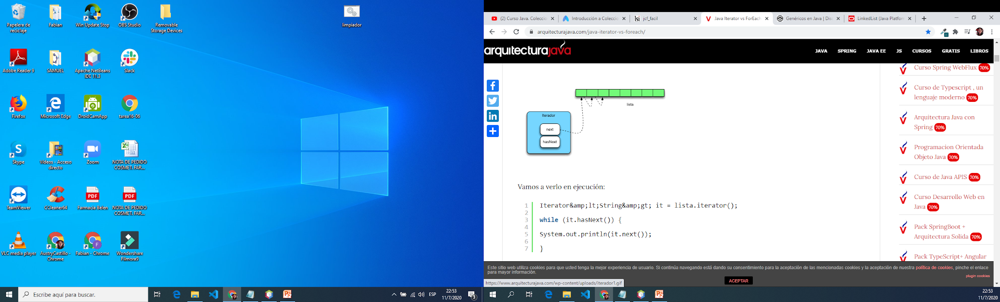 Papelera de
reciclaje
Fabian
Win Update Stop
OBS Studio
Removable
Storage Devices
limpiador
Adobe Reader 9
SAMUEL
Apache NetBeans
IDE 11.3
Slack
Firefox
Microsoft Edge
DroidCamApp
tarea16-06
Skype
Vídeos - Acceso
directo
Zoom
NOTA DE PEDIDO
COSMET. FAR...
TeamViewer
CCleaner64
PDF
Farmacia Belen
PDF
NOTA DE PEDIDO
COSMET. FAR...
VLC media player
AustryCastillo -
Chrome
F
Fabian - Chrome
Wondershare
Filmora9
Escribe aquí para buscar.
ESP
22:53
11/7/2020
3
(2) Curso Java. Coleccio
Introducción a Coleccio
lsi
jcf_facil
Java Iterator vs ForEach
Genéricos en Java | Disc
LinkedList (Java Platforn
arquitecturajava.com/java-iterator-vs-foreach/
arquitecturajava
JAVA
SPRING
JAVA EE
JS
CURSOS
GRATIS
LIBROS
lista
Iterador
next
hasNext
Vamos a verlo en ejecución:
1 Iterator&amp;lt;String&amp;gt; it = lista.iterator();
2
3 while (it.hasNext()) {
4
5 System.out.println(it.next());
6
7 }
Curso Spring WebFlux 70%
Curso de Typescript , un
lenguaje moderno 70%
Arquitectura Java con
Spring 70%
Programacion Orientada
Objeto Java 70%
Curso de Java APIS 70%
Curso Desarrollo Web en
Java 70%
Pack SpringBoot +
Arquitectura Solida 70%
Pack TypeScript+ Angular
Este sitio web utiliza cookies para que usted tenga la mejor experiencia de usuario. Si continúa navegando está dando su consentimiento para la aceptación de las mencionadas cookies y la aceptación de nuestra política de cookies, pinche el enlace
para mayor información.
plugin cookies
ACEPTAR
https://www.arquitecturajava.com/wp-content/uploads/iterador1.gif
22:53
11/7/2020